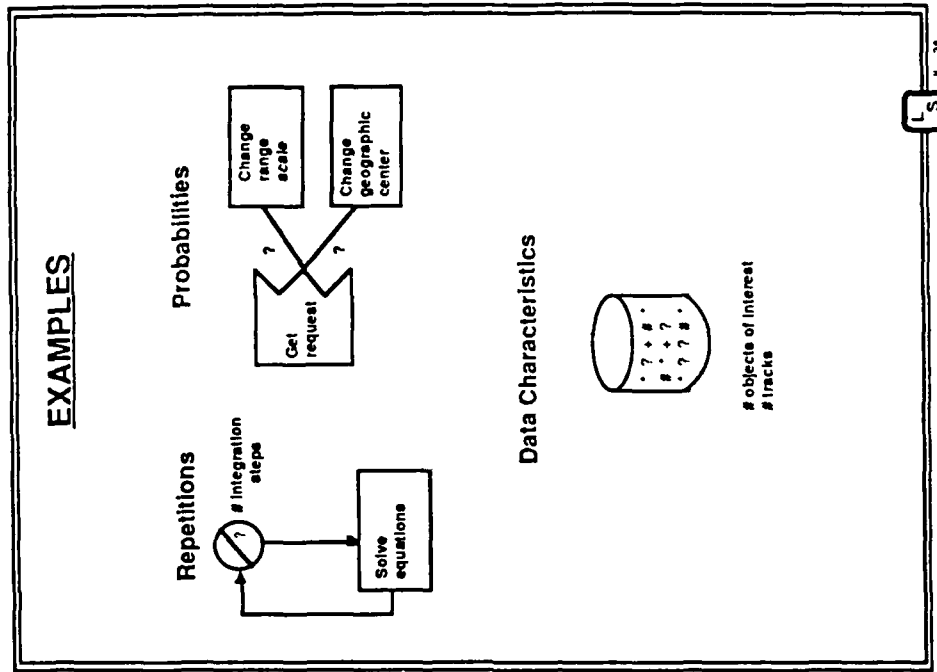 EXAMPLES
Repetitions
?
# Integration
steps
Solve
equations
Probabilities
Get
request
?
?
Change
range
scale
Change
geographic
center
Data Characteristics
* ? + # *
# * + ?
* ? ? # *
# objects of Interest
# tracks
L
S